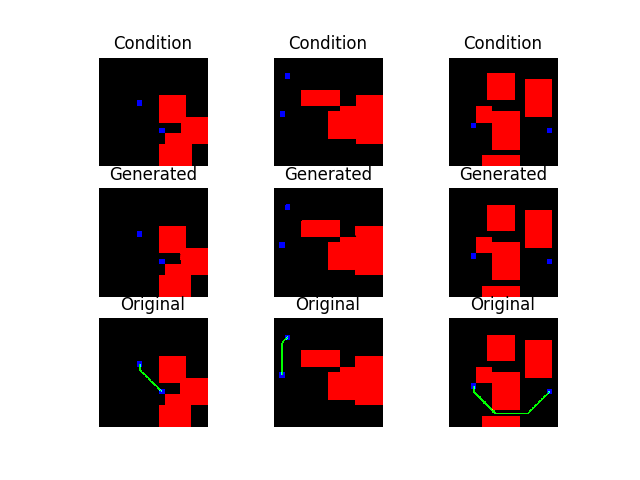 Condition Condition Condition
Generated Generated Generated
Original Original Original